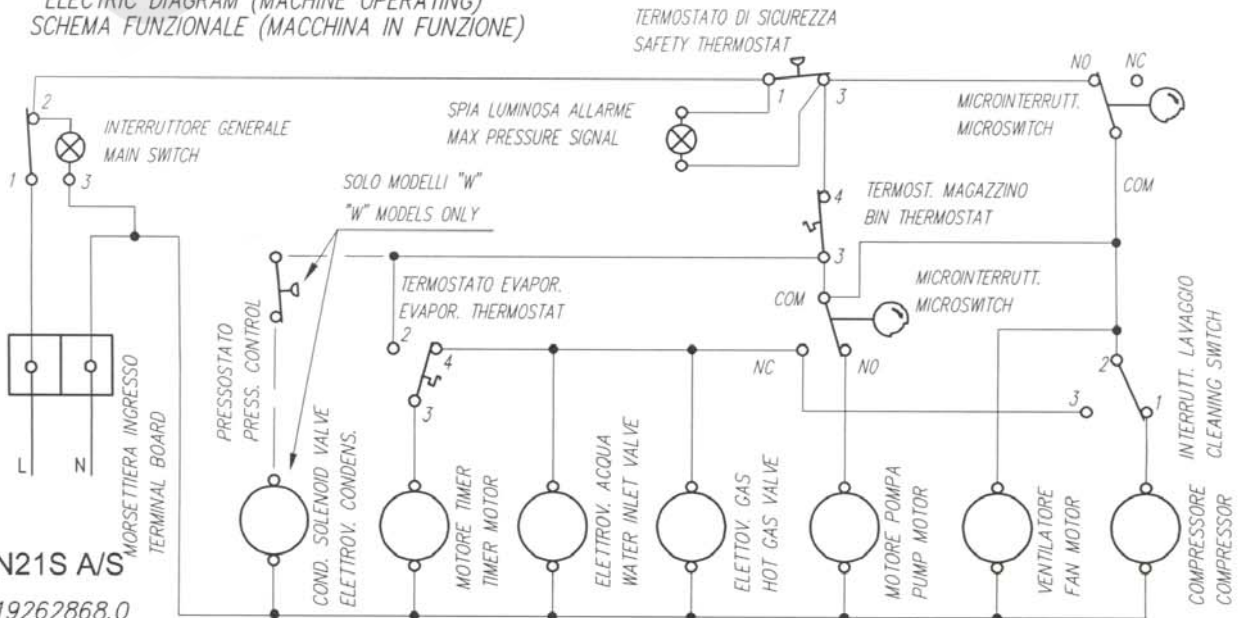 ELECTRIC DIAGRAM (MACHINE OPERATING)
SCHEMA FUNZIONALE (MACCHINA IN FUNZIONE)
TERMOSTATO DI SICUREZZA
SAFETY THERMOSTAT
NO
NC
2
1
3
INTERRUTTORE GENERALE
MAIN SWITCH
SPIA LUMINOSA ALLARME
MAX PRESSURE SIGNAL
MICROINTERRUTT.
MICROSWITCH
1
3
SOLO MODELLI "W"
"W" MODELS ONLY
4
TERMOST. MAGAZZINO
BIN THERMOSTAT
COM
3
TERMOSTATO EVAPOR.
EVAPOR. THERMOSTAT
COM
MICROINTERRUTT.
MICROSWITCH
2
4
NC
NO
2
3
3
1
PRESSOSTATO
PRESS. CONTROL
INTERRUTT. LAVAGGIO
CLEANING SWITCH
L
N
MORSETTIERA INGRESSO
TERMINAL BOARD
COND. SOLENOID VALVE
ELETTROV. CONDENS.
MOTORE TIMER
TIMER MOTOR
ELETTROV. ACQUA
WATER INLET VALVE
ELETTOV. GAS
HOT GAS VALVE
MOTORE POMPA
PUMP MOTOR
VENTILATORE
FAN MOTOR
COMPRESSORE
COMPRESSOR
N21S A/S
19262868.0